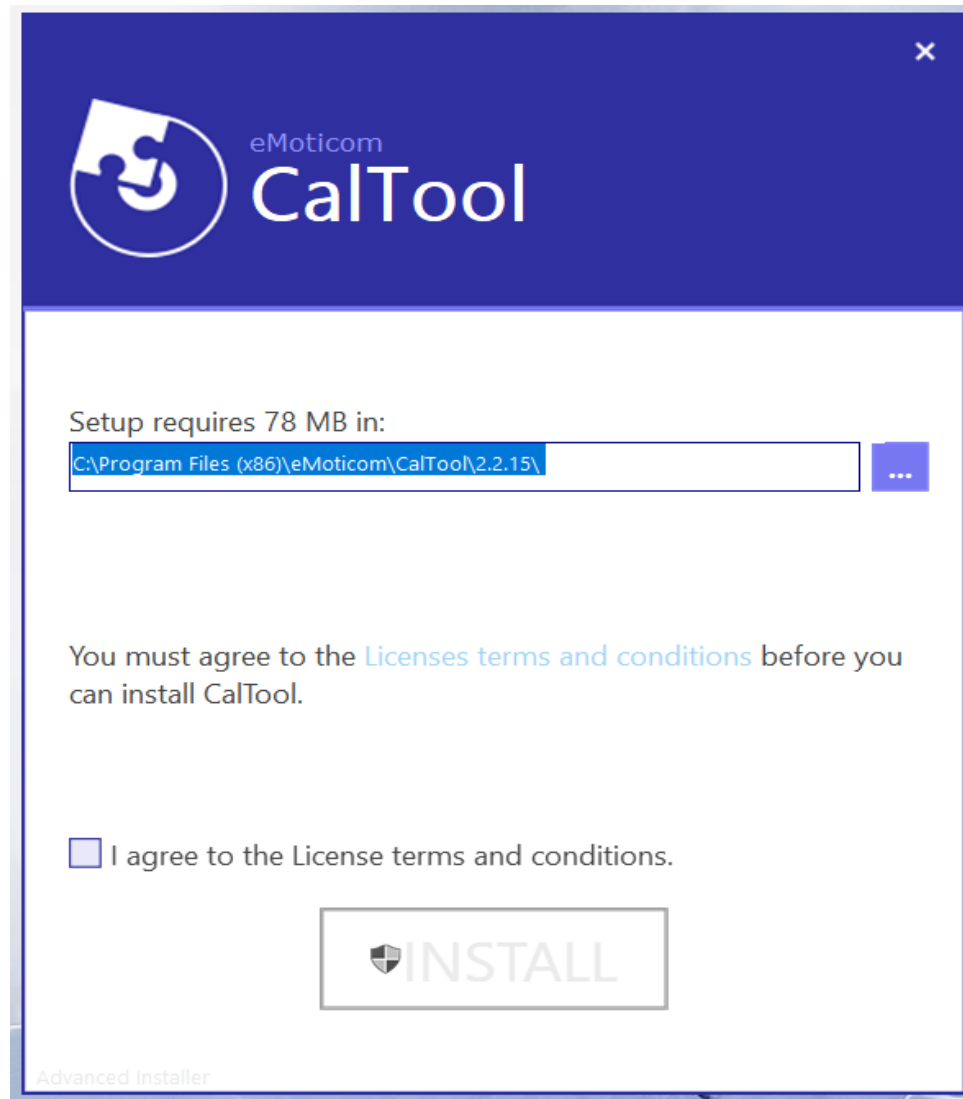 eMoticom
CalTool
Setup requires 78 MB in:
C:\Program Files (x86)\eMoticom\CalTool\2.2.15\
...
You must agree to the Licenses terms and conditions before you
can install CalTool.
I agree to the License terms and conditions.
INSTALL
Advanced Installer